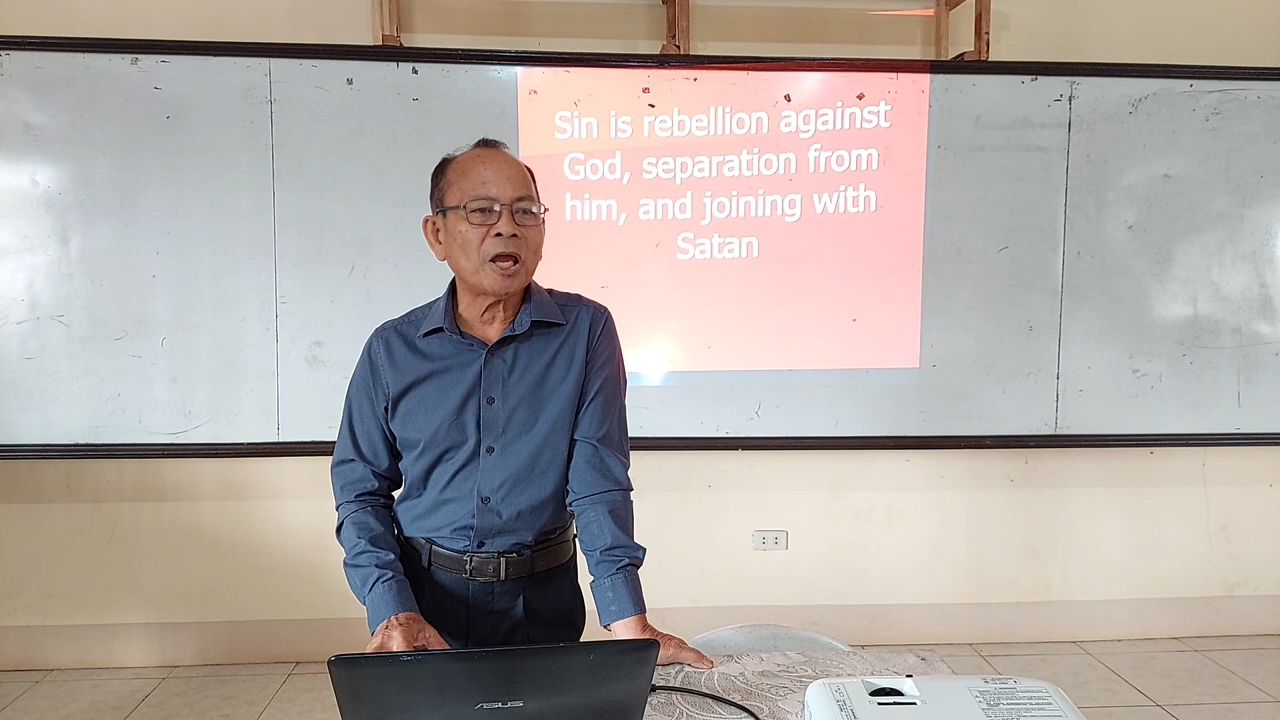 Sin is rebellion against
God, separation from
him, and joining with
Satan
ASUS